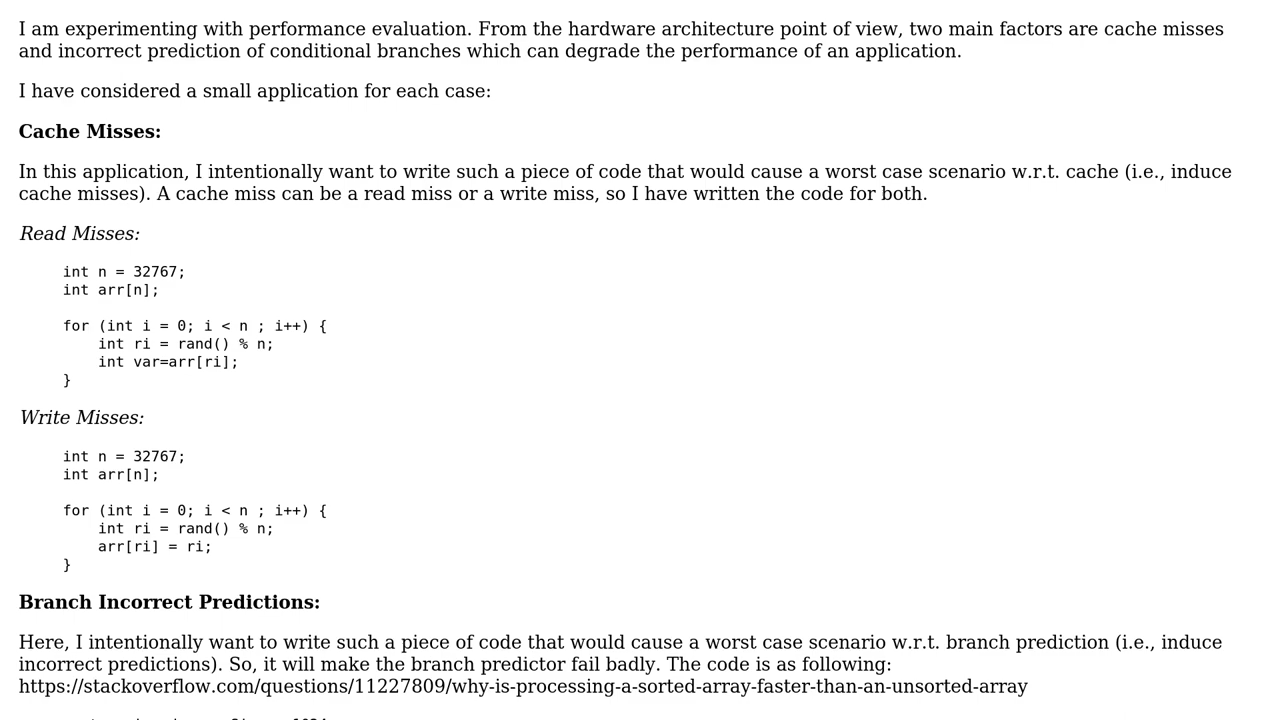 I am experimenting with performance evaluation. From the hardware architecture point of view, two main factors are cache misses
and incorrect prediction of conditional branches which can degrade the performance of an application.
I have considered a small application for each case:
Cache Misses:
In this application, I intentionally want to write such a piece of code that would cause a worst case scenario w.r.t. cache (i.e., induce
cache misses). A cache miss can be a read miss or a write miss, so I have written the code for both.
Read Misses:
int n = 32767;
int arr[n];
for (int i = 0; i < n ; i++) {
int ri = rand() % n;
int var=arr[ri];
}
Write Misses:
int n = 32767;
int arr[n];
for (int i = 0; i < n ; i++) {
int ri = rand() % n;
arr[ri] = ri;
}
Branch Incorrect Predictions:
Here, I intentionally want to write such a piece of code that would cause a worst case scenario w.r.t. branch prediction (i.e., induce
incorrect predictions). So, it will make the branch predictor fail badly. The code is as following:
https://stackoverflow.com/questions/11227809/why-is-processing-a-sorted-array-faster-than-an-unsorted-array